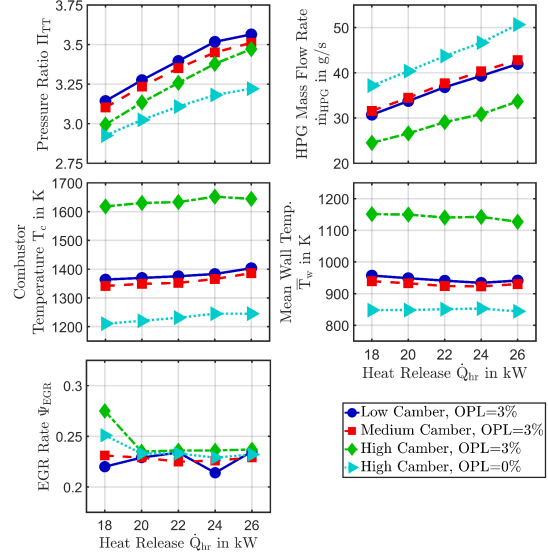 Pressure Ratio Π_TT
3.75
3.5
3.25
3.0
2.75
HPG Mass Flow Rate
ṁ_HPG in g/s
50
40
30
20
Combustor
Temperature T_c in K
1700
1600
1500
1400
1300
1200
Mean Wall Temp.
T̅_w in K
1200
1100
1000
900
800
18 20 22 24 26
Heat Release Q̇_hr in kW
EGR Rate Ψ_EGR
0.3
0.25
0.2
18 20 22 24 26
Heat Release Q̇_hr in kW
Low Camber, OPL=3%
Medium Camber, OPL=3%
High Camber, OPL=3%
High Camber, OPL=0%